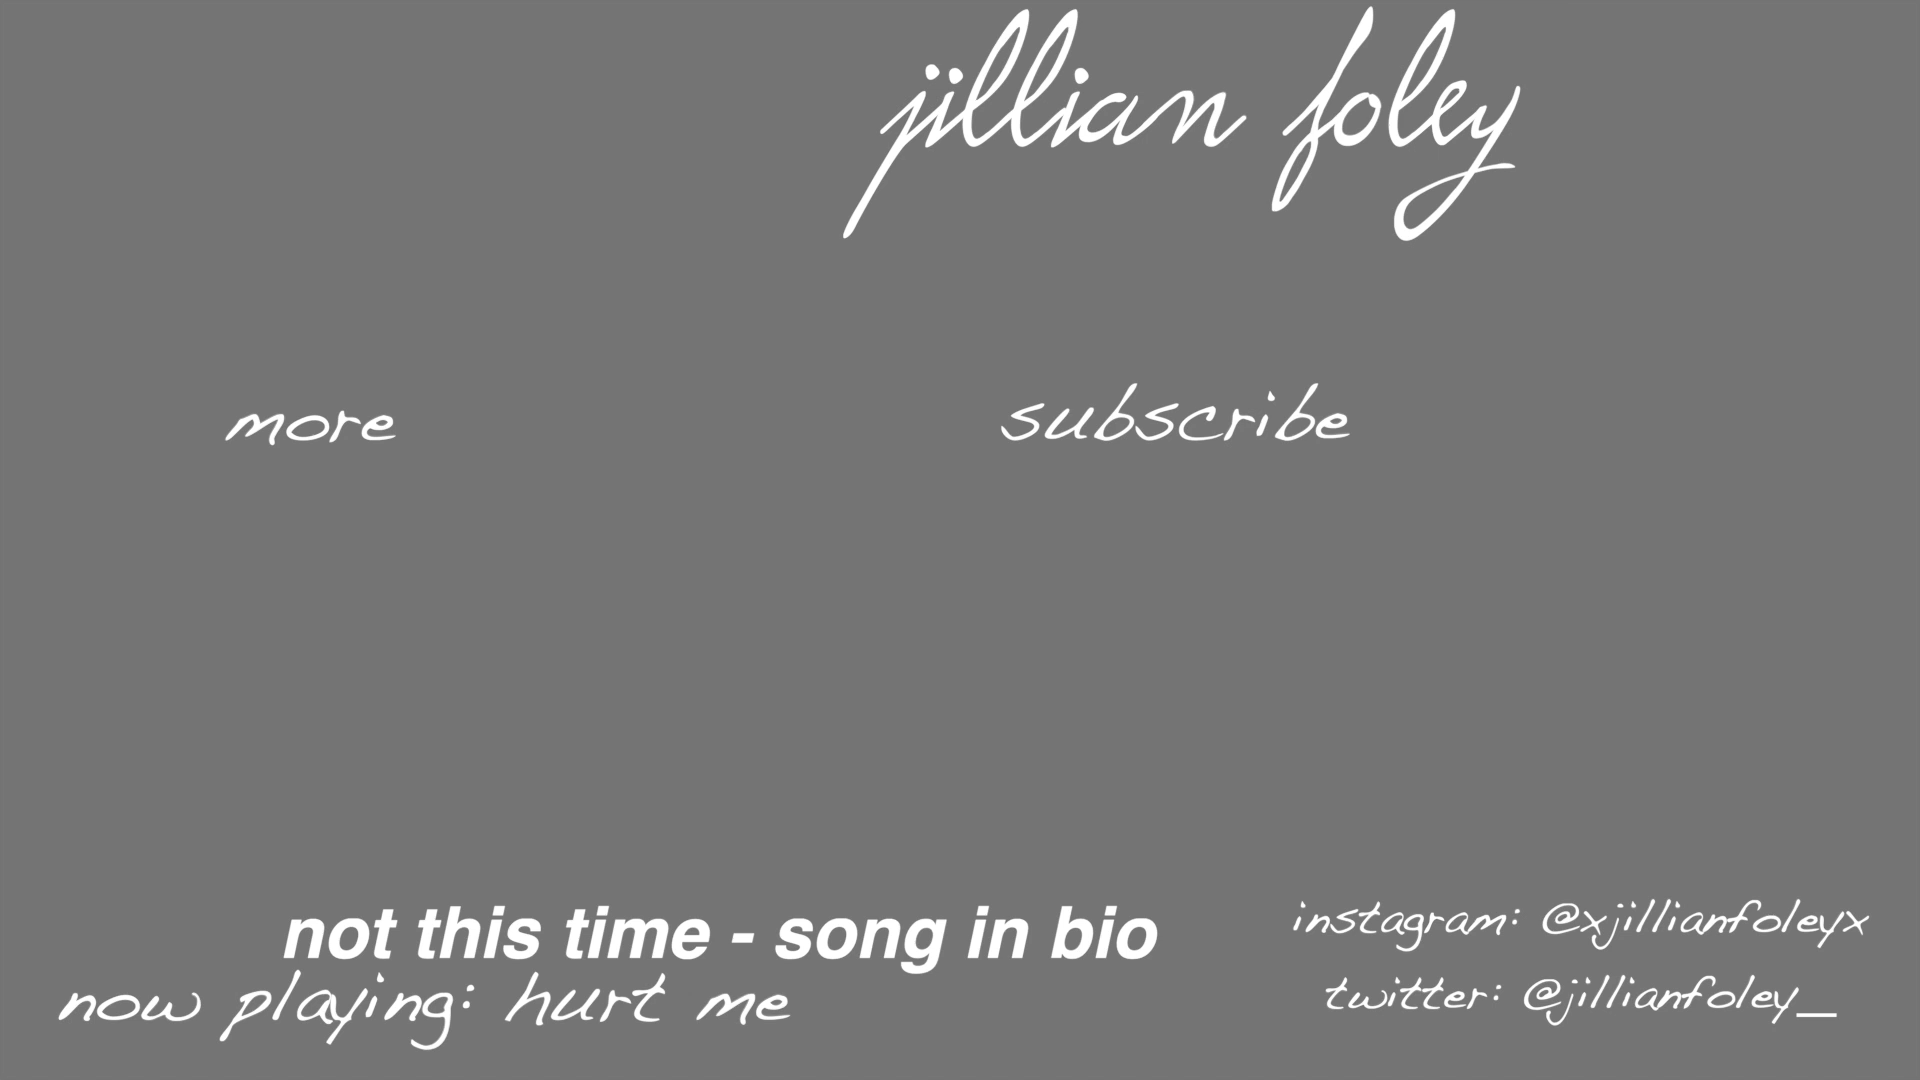 jillian foley
more
subscribe
not this time - song in bio
now playing: hurt me
instagram: @xjillianfoleyx
twitter: @jillianfoley_